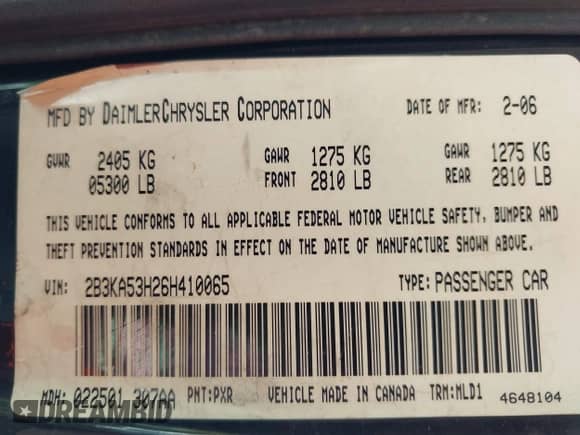 MFD BY DAIMLERCHRYSLER CORPORATION DATE OF MFR: 2-06
GVWR 2405 KG GAWR 1275 KG GAWR 1275 KG
05300 LB FRONT 2810 LB REAR 2810 LB
THIS VEHICLE CONFORMS TO ALL APPLICABLE FEDERAL MOTOR VEHICLE SAFETY, BUMPER AND
THEFT PREVENTION STANDARDS IN EFFECT ON THE DATE OF MANUFACTURE SHOWN ABOVE.
VIN: 2B3KA53H26H410065 TYPE: PASSENGER CAR
MDH: 022501 307AA PNT: PXR VEHICLE MADE IN CANADA TRM: MLD1 4648104
DREAMBID